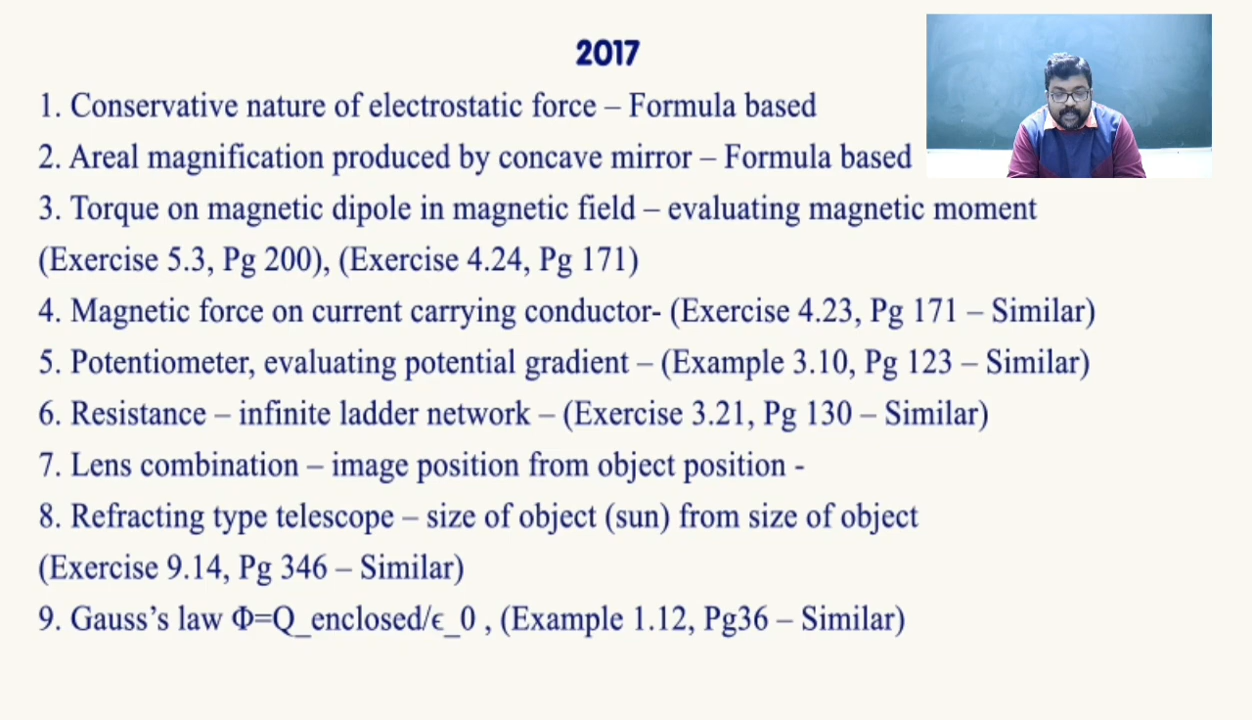 2017
1. Conservative nature of electrostatic force – Formula based
2. Areal magnification produced by concave mirror – Formula based
3. Torque on magnetic dipole in magnetic field – evaluating magnetic moment
(Exercise 5.3, Pg 200), (Exercise 4.24, Pg 171)
4. Magnetic force on current carrying conductor- (Exercise 4.23, Pg 171 – Similar)
5. Potentiometer, evaluating potential gradient – (Example 3.10, Pg 123 – Similar)
6. Resistance – infinite ladder network – (Exercise 3.21, Pg 130 – Similar)
7. Lens combination – image position from object position -
8. Refracting type telescope – size of object (sun) from size of object
(Exercise 9.14, Pg 346 – Similar)
9. Gauss’s law Φ=Q_enclosed/ϵ_0 , (Example 1.12, Pg36 – Similar)